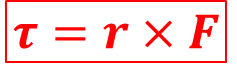 τ = r × F